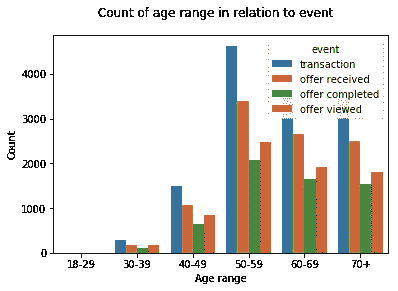 Count of age range in relation to event
event
transaction
offer received
offer completed
offer viewed
Count
4000
3000
2000
1000
0
18-29
30-39
40-49
50-59
60-69
70+
Age range